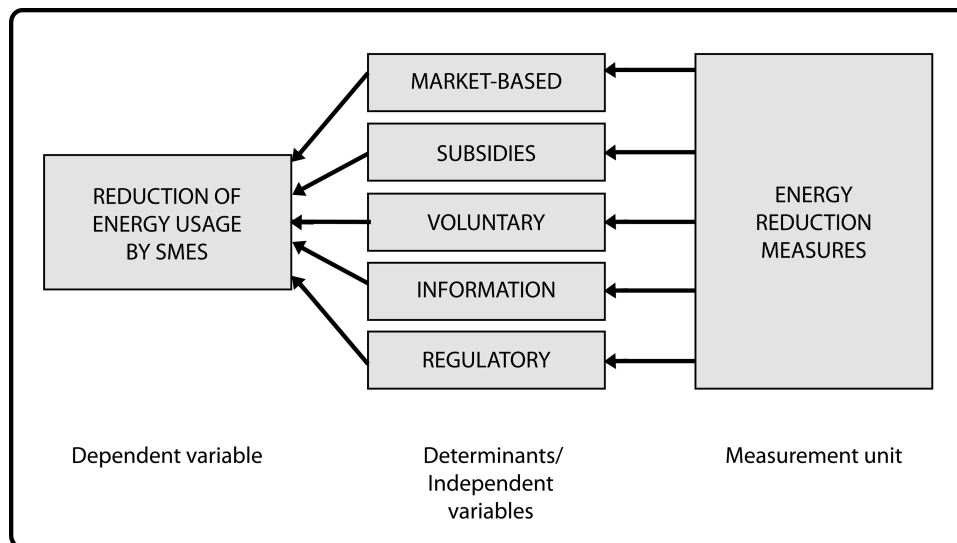 REDUCTION OF
ENERGY USAGE
BY SMES
MARKET-BASED
SUBSIDIES
VOLUNTARY
INFORMATION
REGULATORY
ENERGY
REDUCTION
MEASURES
Dependent variable
Determinants/
Independent
variables
Measurement unit